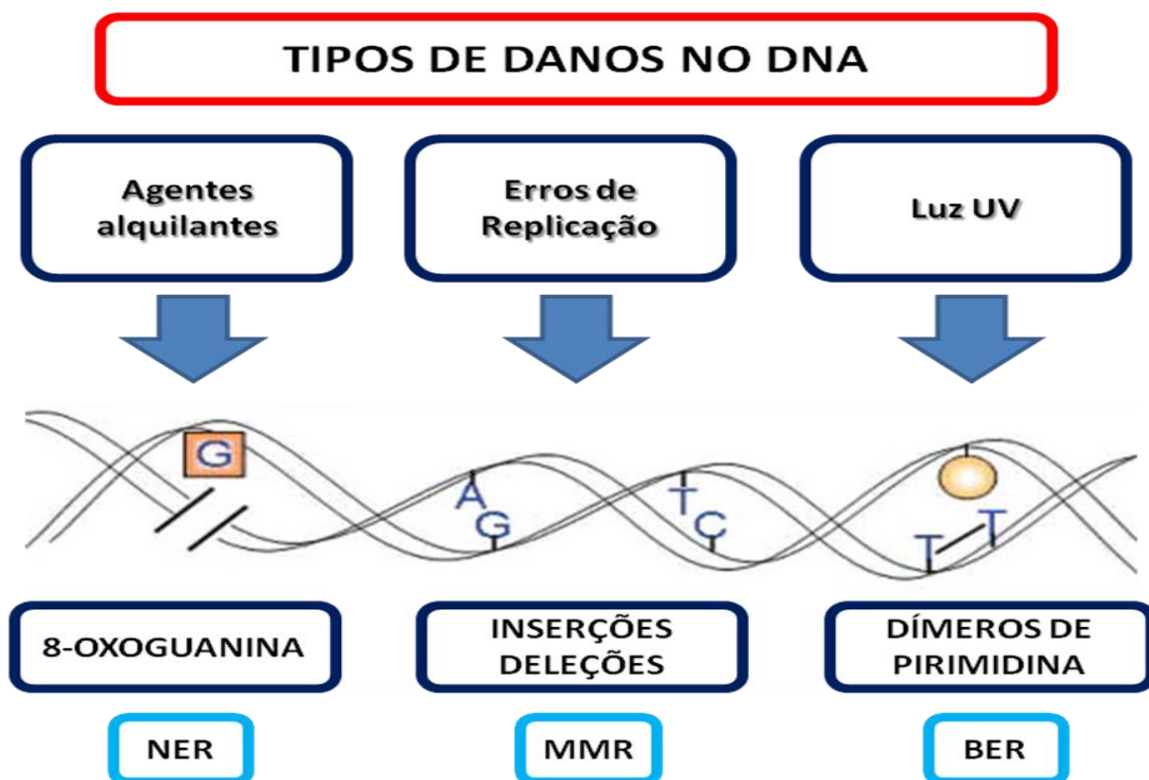 TIPOS DE DANOS NO DNA
Agentes
alquilantes
Erros de
Replicação
Luz UV
G
A
G
T
C
T
T
8-OXOGUANINA
INSERÇÕES
DELEÇÕES
DÍMEROS DE
PIRIMIDINA
NER
MMR
BER